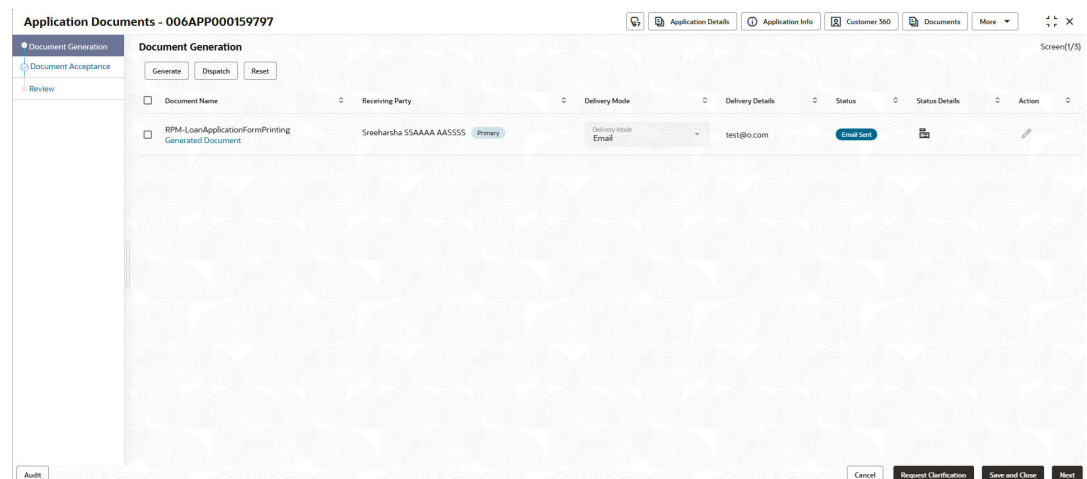 Application Documents - 006APP000159797
Application Details
Application Info
Customer 360
Documents
More
Document Generation
Document Acceptance
Review
Document Generation
Screen(1/3)
Generate Dispatch Reset
Document Name Receiving Party Delivery Mode Delivery Details Status Status Details Action
RPM-LoanApplicationFormPrinting
Generated Document
Sreeharsha SSAAAA AASSSS Primary
Delivery Mode
Email
test@o.com
Email Sent
Audit
Cancel Request Clarification Save and Close Next